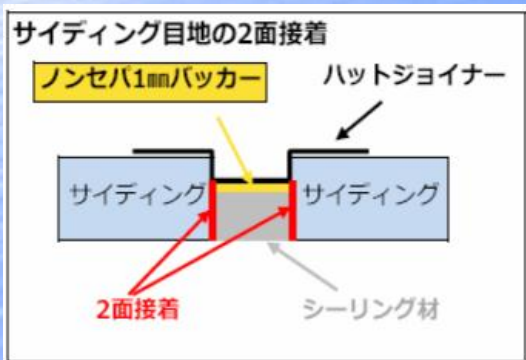 サイディング目地の2面接着
ノンセパ1㎜バッカー
ハットジョイナー
サイディング
サイディング
2面接着
シーリング材